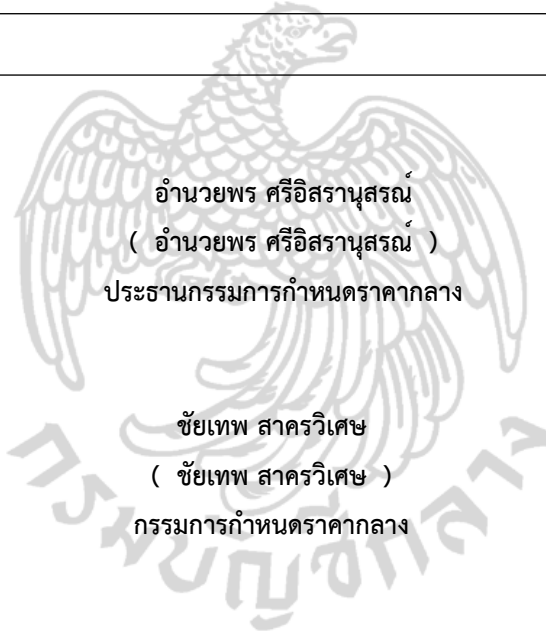 อำนวยพร ศรีอิสรานุสรณ์
( อำนวยพร ศรีอิสรานุสรณ์ )
ประธานกรรมการกำหนดราคากลาง
ชัยเทพ สาครวิเศษ
( ชัยเทพ สาครวิเศษ )
กรรมการกำหนดราคากลาง
กรมบัญชีกลาง